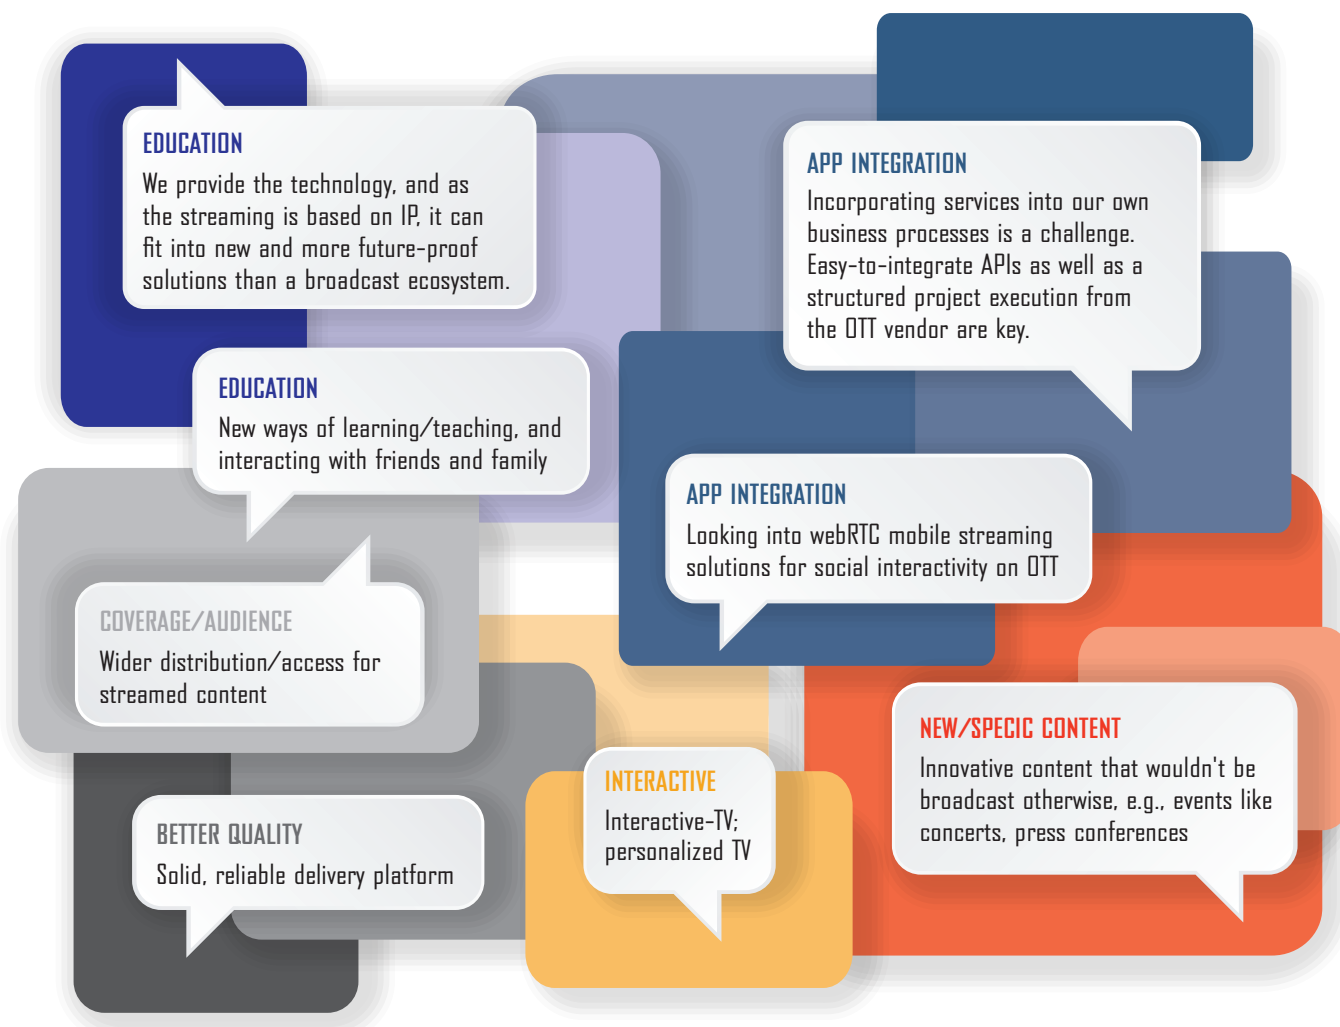 EDUCATION
We provide the technology, and as
the streaming is based on IP, it can
fit into new and more future-proof
solutions than a broadcast ecosystem.
APP INTEGRATION
Incorporating services into our own
business processes is a challenge.
Easy-to-integrate APIs as well as a
structured project execution from
the OTT vendor are key.
EDUCATION
New ways of learning/teaching, and
interacting with friends and family
APP INTEGRATION
Looking into webRTC mobile streaming
solutions for social interactivity on OTT
COVERAGE/AUDIENCE
Wider distribution/access for
streamed content
NEW/SPECIC CONTENT
Innovative content that wouldn't be
broadcast otherwise, e.g., events like
concerts, press conferences
INTERACTIVE
Interactive-TV;
personalized TV
BETTER QUALITY
Solid, reliable delivery platform